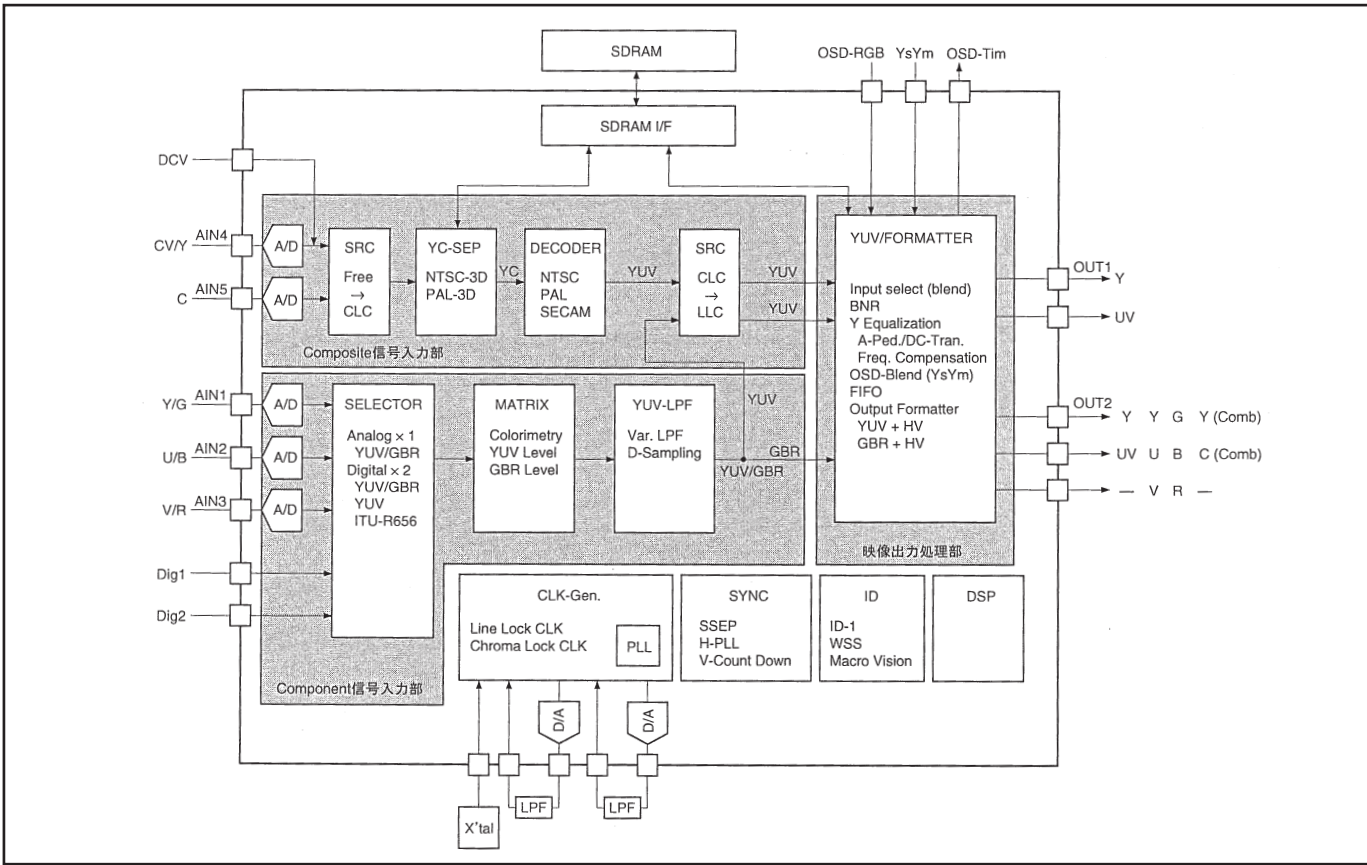 SDRAM
OSD-RGB
YsYm
OSD-Tim
SDRAM I/F
DCV
CV/Y
AIN4
A/D
C
AIN5
A/D
SRC
Free
→
CLC
YC-SEP
NTSC-3D
PAL-3D
YC
DECODER
NTSC
PAL
SECAM
YUV
SRC
CLC
→
LLC
YUV
YUV
Composite信号入力部
YUV/FORMATTER
Input select (blend)
BNR
Y Equalization
A-Ped./DC-Tran.
Freq. Compensation
OSD-Blend (YsYm)
FIFO
Output Formatter
YUV + HV
GBR + HV
映像出力処理部
OUT1
Y
UV
OUT2
Y Y G Y (Comb)
UV U B C (Comb)
— V R —
Y/G
AIN1
A/D
U/B
AIN2
A/D
V/R
AIN3
A/D
Dig1
Dig2
SELECTOR
Analog × 1
YUV/GBR
Digital × 2
YUV/GBR
YUV
ITU-R656
MATRIX
Colorimetry
YUV Level
GBR Level
YUV-LPF
Var. LPF
D-Sampling
YUV
GBR
YUV/GBR
Component信号入力部
CLK-Gen.
Line Lock CLK
Chroma Lock CLK
PLL
SYNC
SSEP
H-PLL
V-Count Down
ID
ID-1
WSS
Macro Vision
DSP
D/A
D/A
LPF
LPF
X'tal